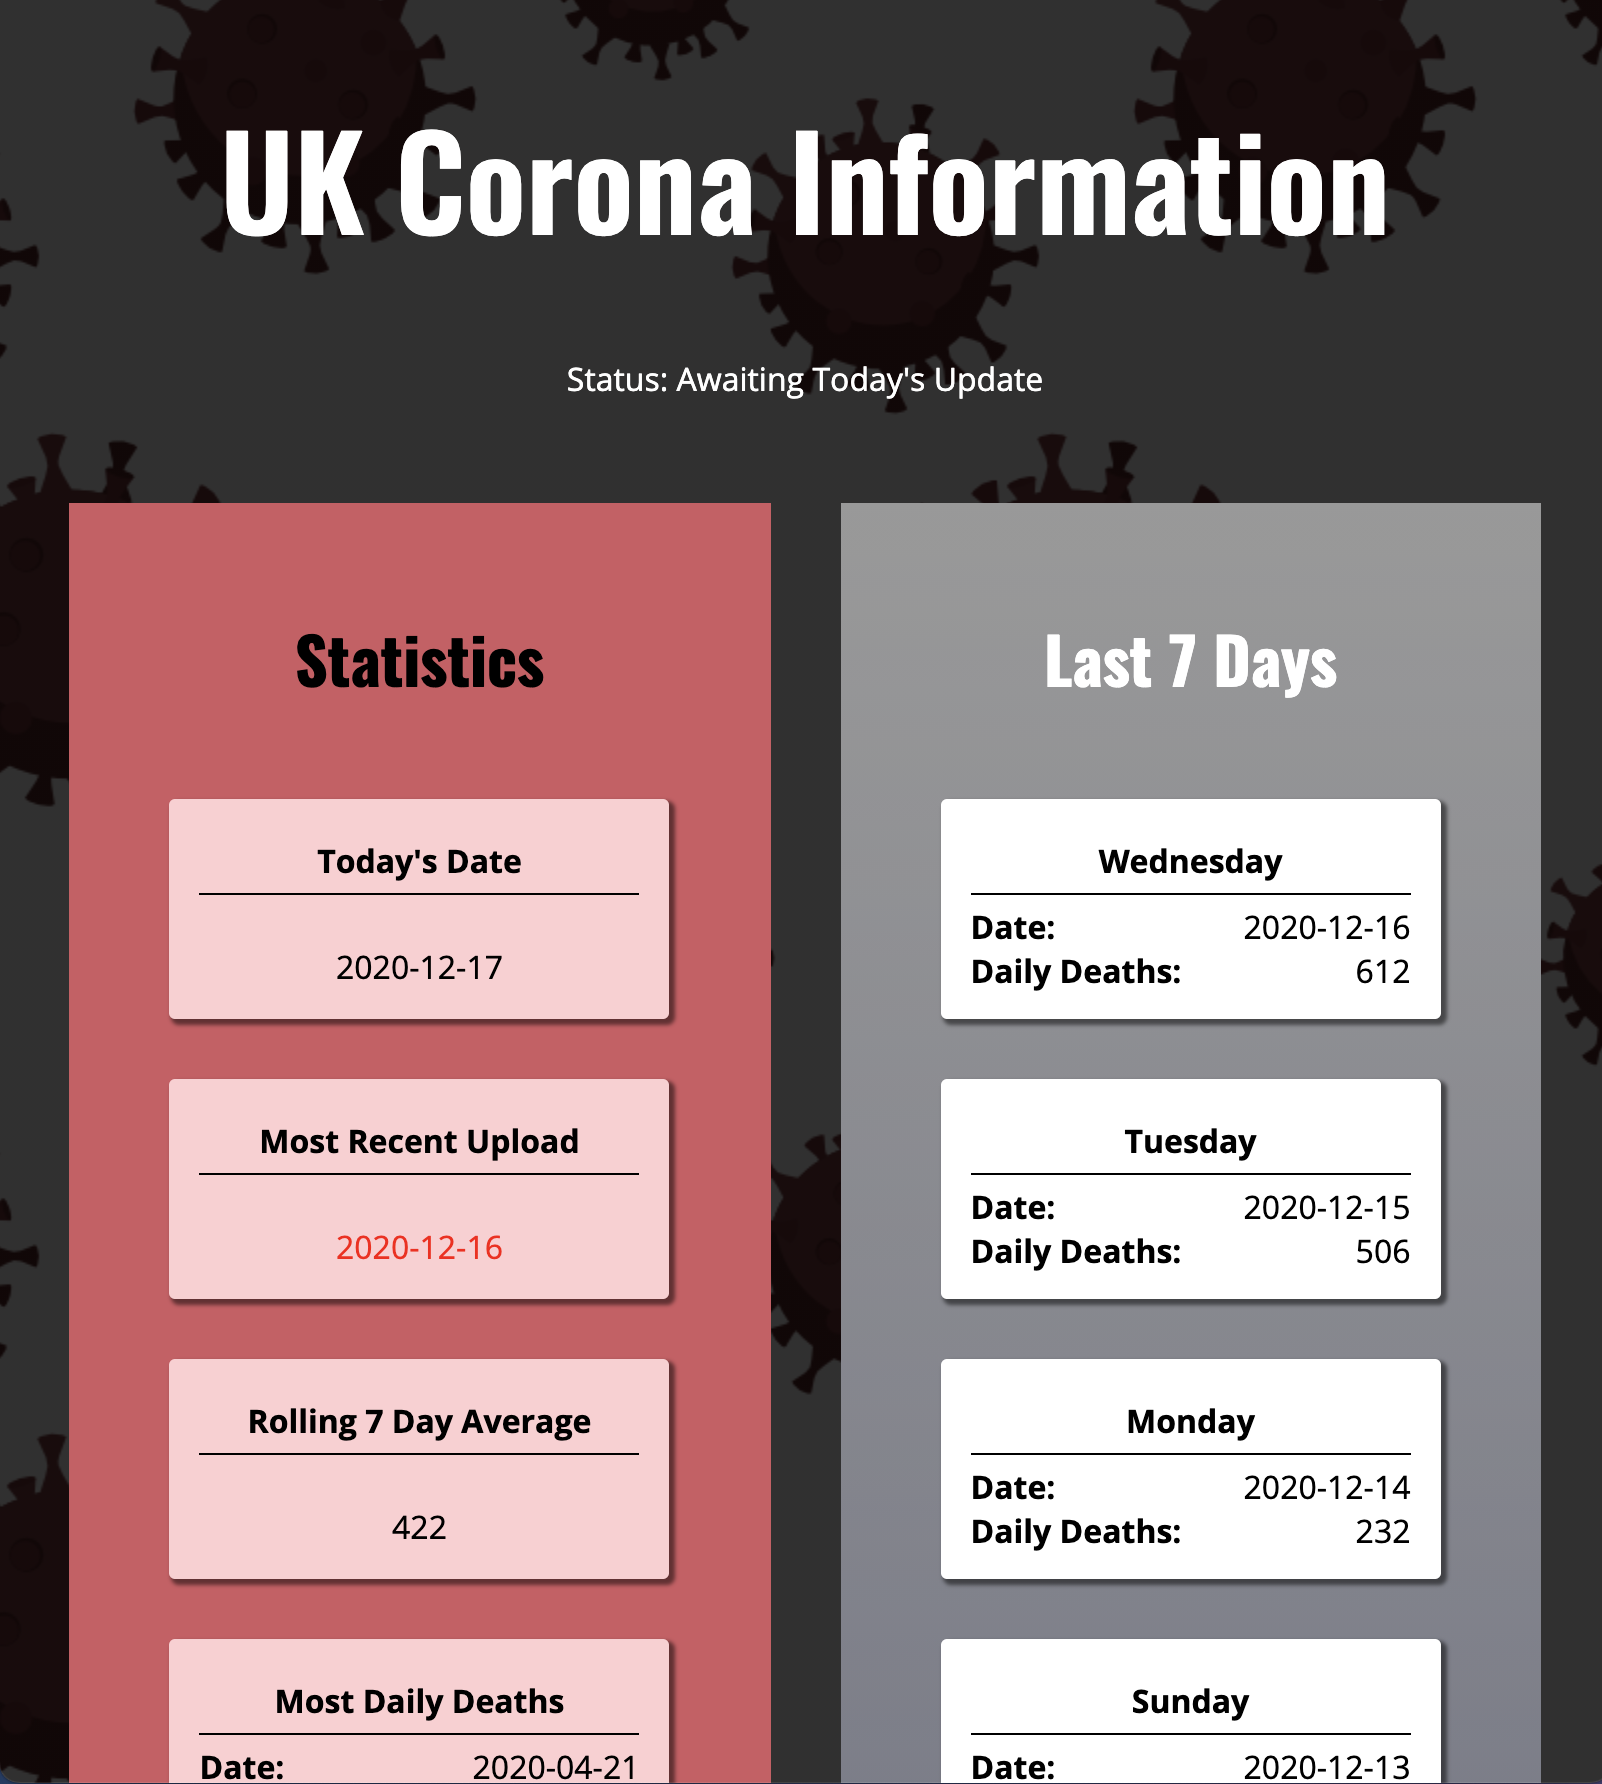 UK Corona Information
Status: Awaiting Today's Update
Statistics
Today's Date
2020-12-17
Most Recent Upload
2020-12-16
Rolling 7 Day Average
422
Most Daily Deaths
Date: 2020-04-21
Last 7 Days
Wednesday
Date: 2020-12-16
Daily Deaths: 612
Tuesday
Date: 2020-12-15
Daily Deaths: 506
Monday
Date: 2020-12-14
Daily Deaths: 232
Sunday
Date: 2020-12-13